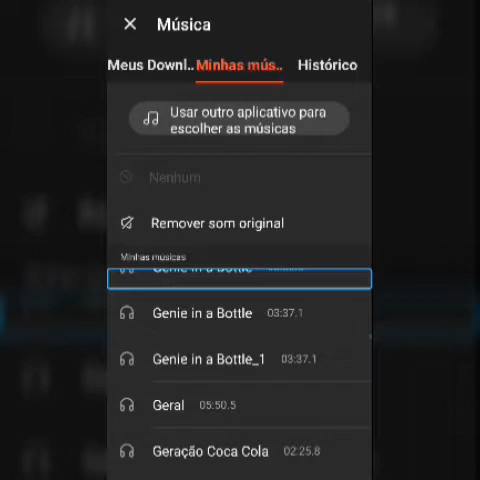 Música
Meus Downl.. Minhas mús.. Histórico
Usar outro aplicativo para
escolher as músicas
Nenhum
Remover som original
Minhas músicas
Genie in a Bottle
Genie in a Bottle 03:37.1
Genie in a Bottle_1 03:37.1
Geral 05:50.5
Geração Coca Cola 02:25.8